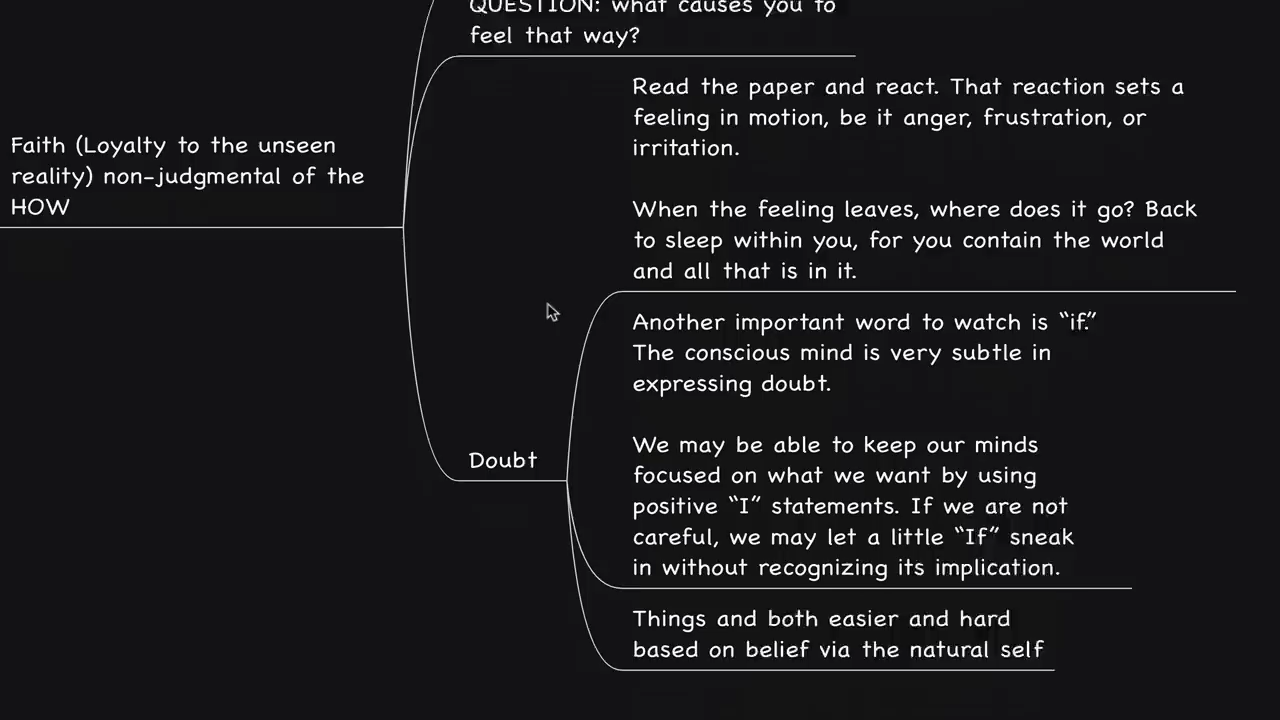 QUESTION: what causes you to
feel that way?
Read the paper and react. That reaction sets a
feeling in motion, be it anger, frustration, or
irritation.
When the feeling leaves, where does it go? Back
to sleep within you, for you contain the world
and all that is in it.
Faith (Loyalty to the unseen
reality) non-judgmental of the
HOW
Another important word to watch is “if.”
The conscious mind is very subtle in
expressing doubt.
We may be able to keep our minds
focused on what we want by using
positive “I” statements. If we are not
careful, we may let a little “If” sneak
in without recognizing its implication.
Doubt
Things and both easier and hard
based on belief via the natural self